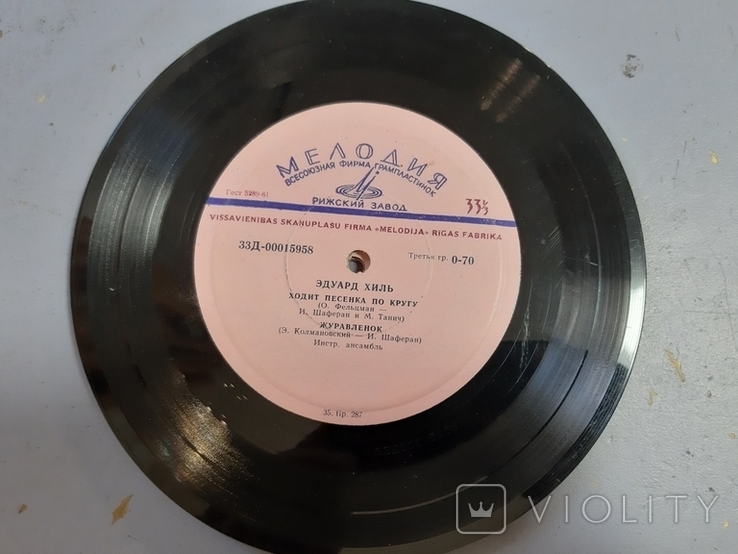 МЕЛОДИЯ
ВСЕСОЮЗНАЯ ФИРМА ГРАМПЛАСТИНОК
Гост 5289-61
РИЖСКИЙ ЗАВОД
33⅓
VISSAVIENIBAS SKAŅUPLAŠU FIRMA «MELODIJA» RIGAS FABRIKA
33Д-00015958
Третья гр. 0-70
ЭДУАРД ХИЛЬ
ХОДИТ ПЕСЕНКА ПО КРУГУ
(О. Фельцман —
И. Шаферан и М. Танич)
ЖУРАВЛЕНОК
(Э. Колмановский — И. Шаферан)
Инстр. ансамбль
35. Пр. 287
VIOLITY